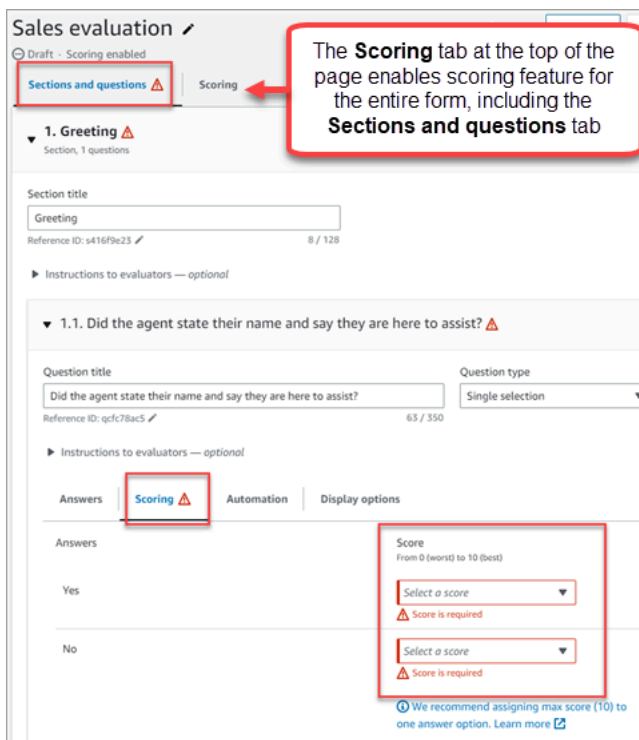 Sales evaluation
Draft · Scoring enabled
The Scoring tab at the top of the
page enables scoring feature for
the entire form, including the
Sections and questions tab
Sections and questions
Scoring
1. Greeting
Section, 1 questions
Section title
Greeting
Reference ID: s416f9e23
8 / 128
Instructions to evaluators — optional
1.1. Did the agent state their name and say they are here to assist?
Question title
Question type
Did the agent state their name and say they are here to assist?
Single selection
Reference ID: qcfc78ac5
63 / 350
Instructions to evaluators — optional
Answers
Scoring
Automation
Display options
Answers
Score
From 0 (worst) to 10 (best)
Yes
Select a score
Score is required
No
Select a score
Score is required
We recommend assigning max score (10) to
one answer option. Learn more